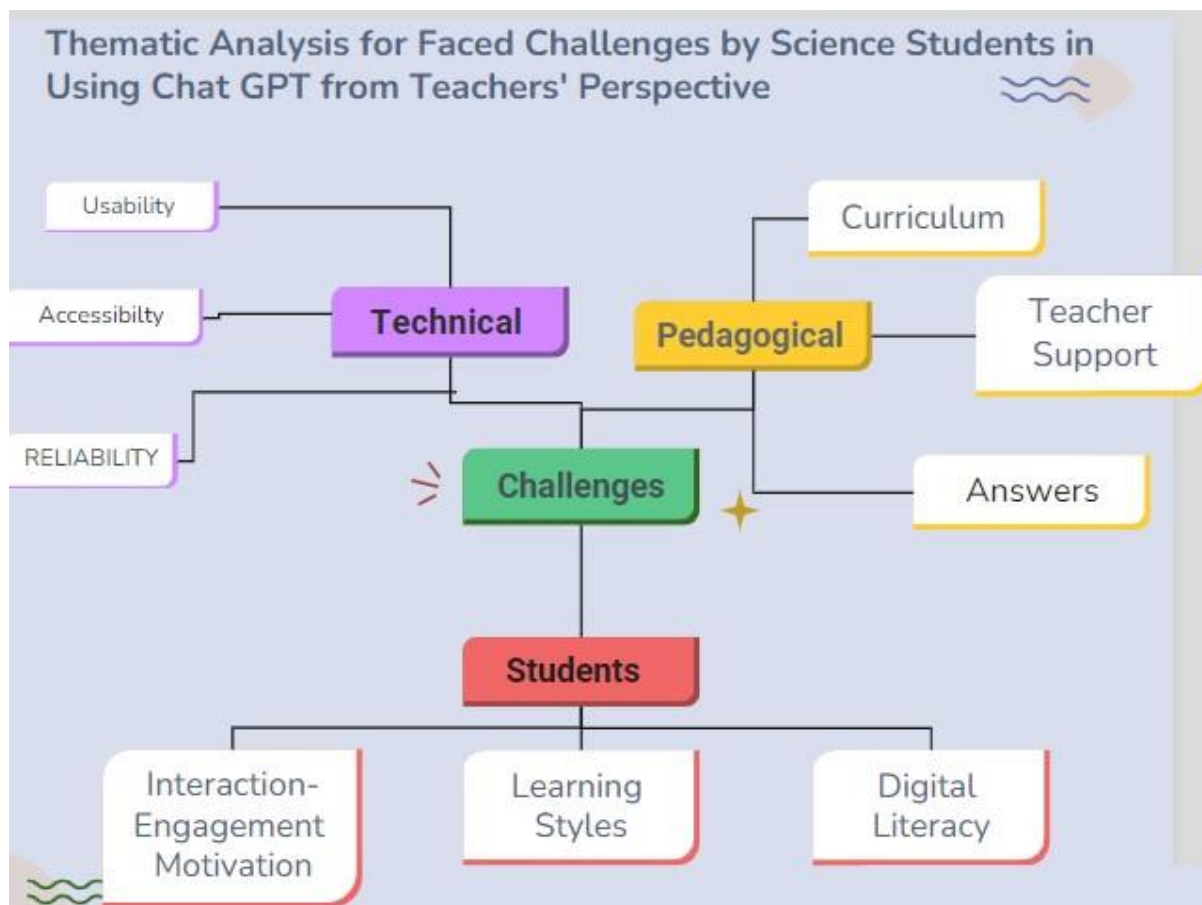 Thematic Analysis for Faced Challenges by Science Students in
Using Chat GPT from Teachers' Perspective
Usability
Accessibilty
RELIABILITY
Technical
Pedagogical
Curriculum
Teacher
Support
Answers
Challenges
Students
Interaction-
Engagement
Motivation
Learning
Styles
Digital
Literacy